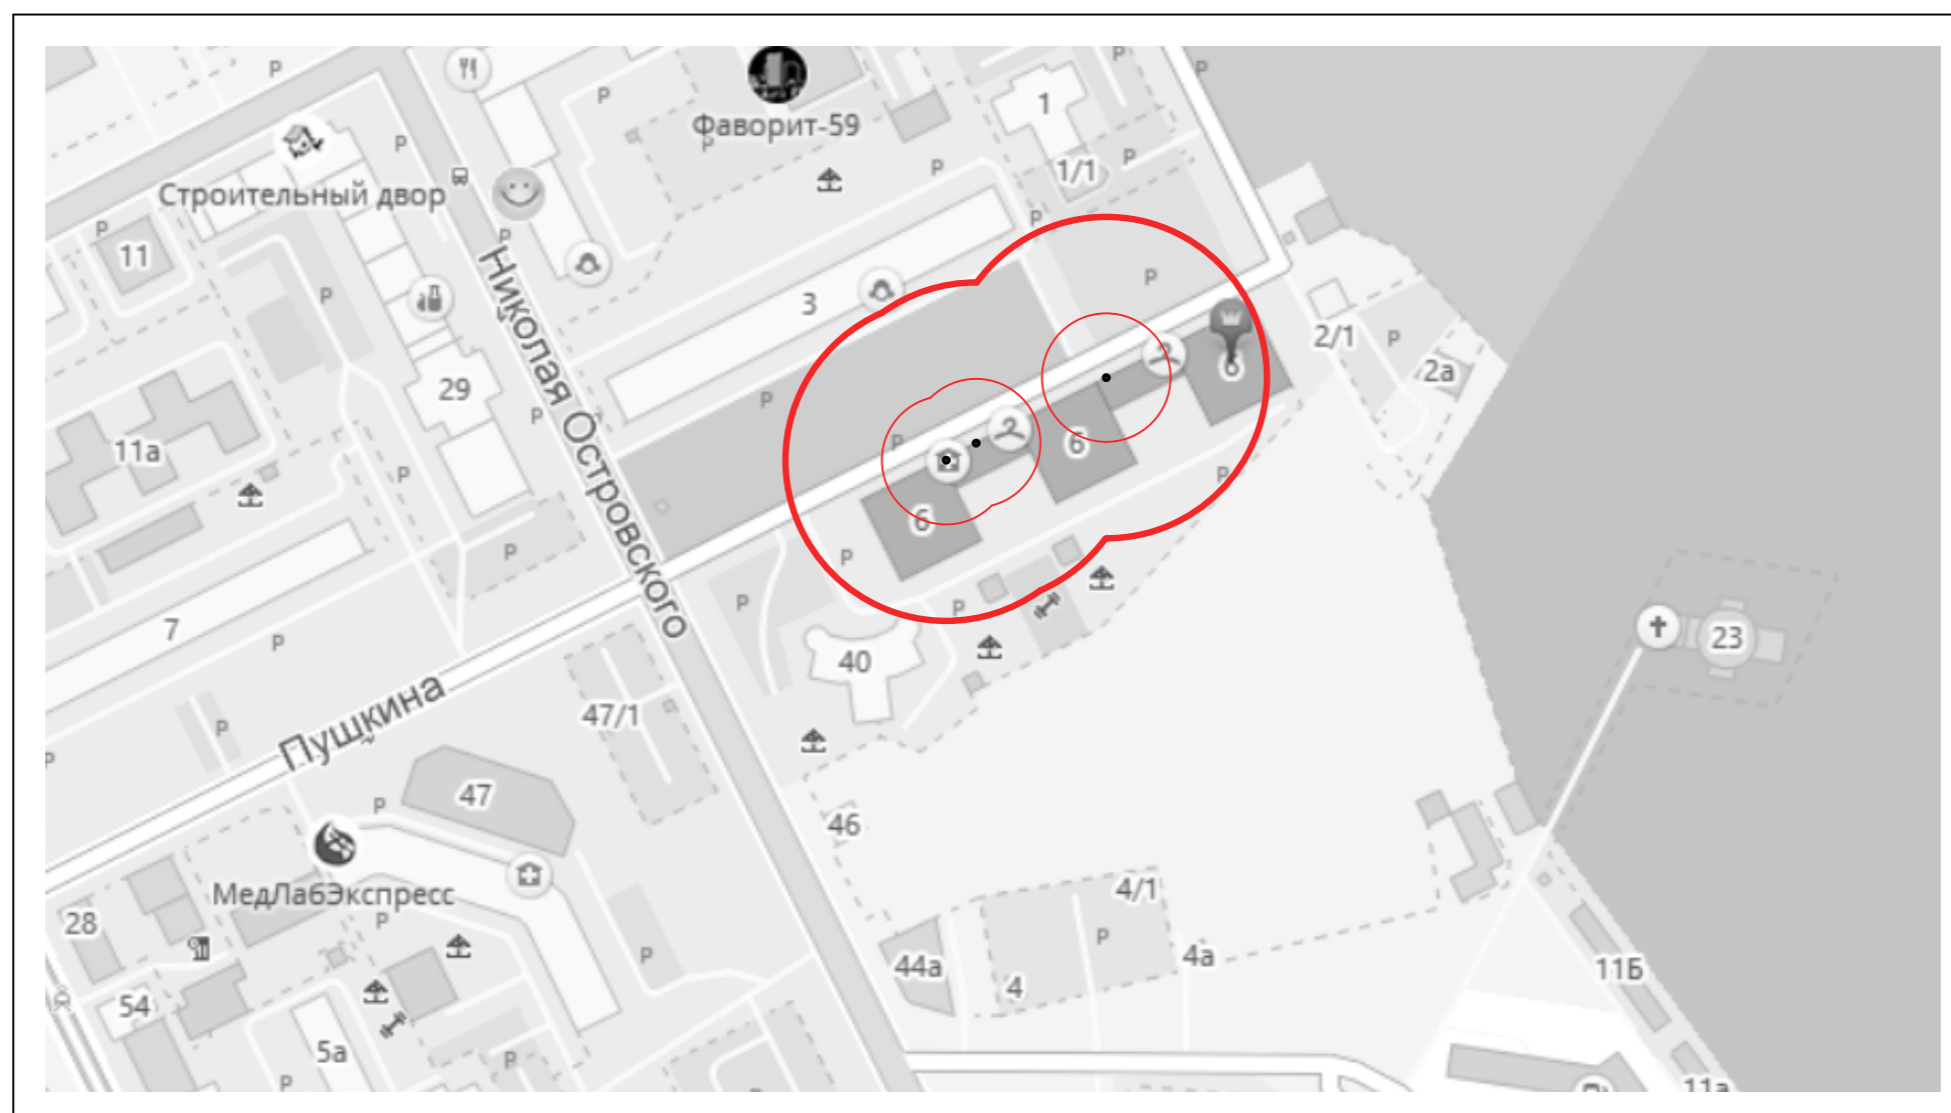 P
P
P
1
Фаворит-59
P
P
P
P
P
1/1
Строительный двор
P
P
P
P
11
P
P
3
Николая Островского
2/1
P
6
2а
29
P
P
P
6
11а
P
P
6
P
P
7
P
P
P
40
23
47/1
P
Пушкина
P
47
P
46
МедЛабЭкспресс
4/1
28
P
P
P
44а
4а
11Б
4
54
5а
P
P
11а